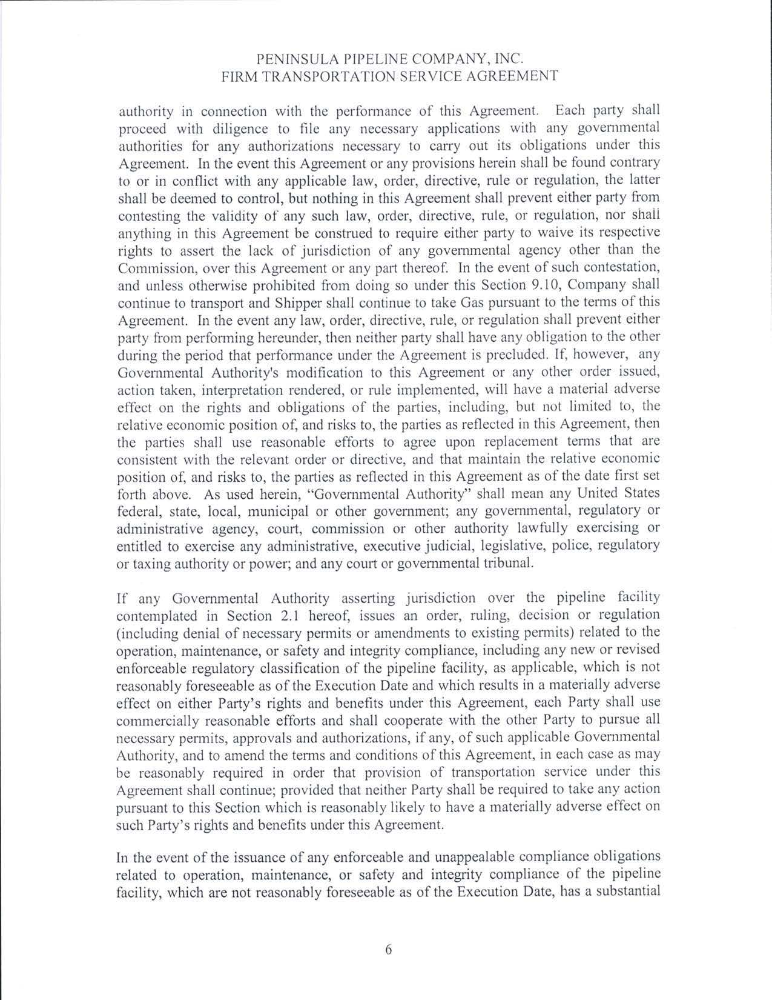 PENINSULA PIPELINE COMPANY, INC.
FIRM TRANSPORTATION SERVICE AGREEMENT
authority in connection with the performance of this Agreement. Each party shall
proceed with diligence to file any necessary applications with any governmental
authorities for any authorizations necessary to carry out its obligations under this
Agreement. In the event this Agreement or any provisions herein shall be found contrary
to or in conflict with any applicable law, order, directive, rule or regulation, the latter
shall be deemed to control, but nothing in this Agreement shall prevent either party from
contesting the validity of any such law, order, directive, rule, or regulation, nor shall
anything in this Agreement be construed to require either party to waive its respective
rights to assert the lack of jurisdiction of any governmental agency other than the
Commission, over this Agreement or any part thereof. In the event of such contestation,
and unless otherwise prohibited from doing so under this Section 9.10, Company shall
continue to transport and Shipper shall continue to take Gas pursuant to the terms of this
Agreement. In the event any law, order, directive, rule, or regulation shall prevent either
party from performing hereunder, then neither party shall have any obligation to the other
during the period that performance under the Agreement is precluded. If, however, any
Governmental Authority's modification to this Agreement or any other order issued,
action taken, interpretation rendered, or rule implemented, will have a material adverse
effect on the rights and obligations of the parties, including, but not limited to, the
relative economic position of, and risks to, the parties as reflected in this Agreement, then
the parties shall use reasonable efforts to agree upon replacement terms that are
consistent with the relevant order or directive, and that maintain the relative economic
position of, and risks to, the parties as reflected in this Agreement as of the date first set
forth above. As used herein, “Governmental Authority” shall mean any United States
federal, state, local, municipal or other government; any governmental, regulatory or
administrative agency, court, commission or other authority lawfully exercising or
entitled to exercise any administrative, executive judicial, legislative, police, regulatory
or taxing authority or power; and any court or governmental tribunal.
If any Governmental Authority asserting jurisdiction over the pipeline facility
contemplated in Section 2.1 hereof, issues an order, ruling, decision or regulation
(including denial of necessary permits or amendments to existing permits) related to the
operation, maintenance, or safety and integrity compliance, including any new or revised
enforceable regulatory classification of the pipeline facility, as applicable, which is not
reasonably foreseeable as of the Execution Date and which results in a materially adverse
effect on either Party’s rights and benefits under this Agreement, each Party shall use
commercially reasonable efforts and shall cooperate with the other Party to pursue all
necessary permits, approvals and authorizations, if any, of such applicable Governmental
Authority, and to amend the terms and conditions of this Agreement, in each case as may
be reasonably required in order that provision of transportation service under this
Agreement shall continue; provided that neither Party shall be required to take any action
pursuant to this Section which is reasonably likely to have a materially adverse effect on
such Party’s rights and benefits under this Agreement.
In the event of the issuance of any enforceable and unappealable compliance obligations
related to operation, maintenance, or safety and integrity compliance of the pipeline
facility, which are not reasonably foreseeable as of the Execution Date, has a substantial
6